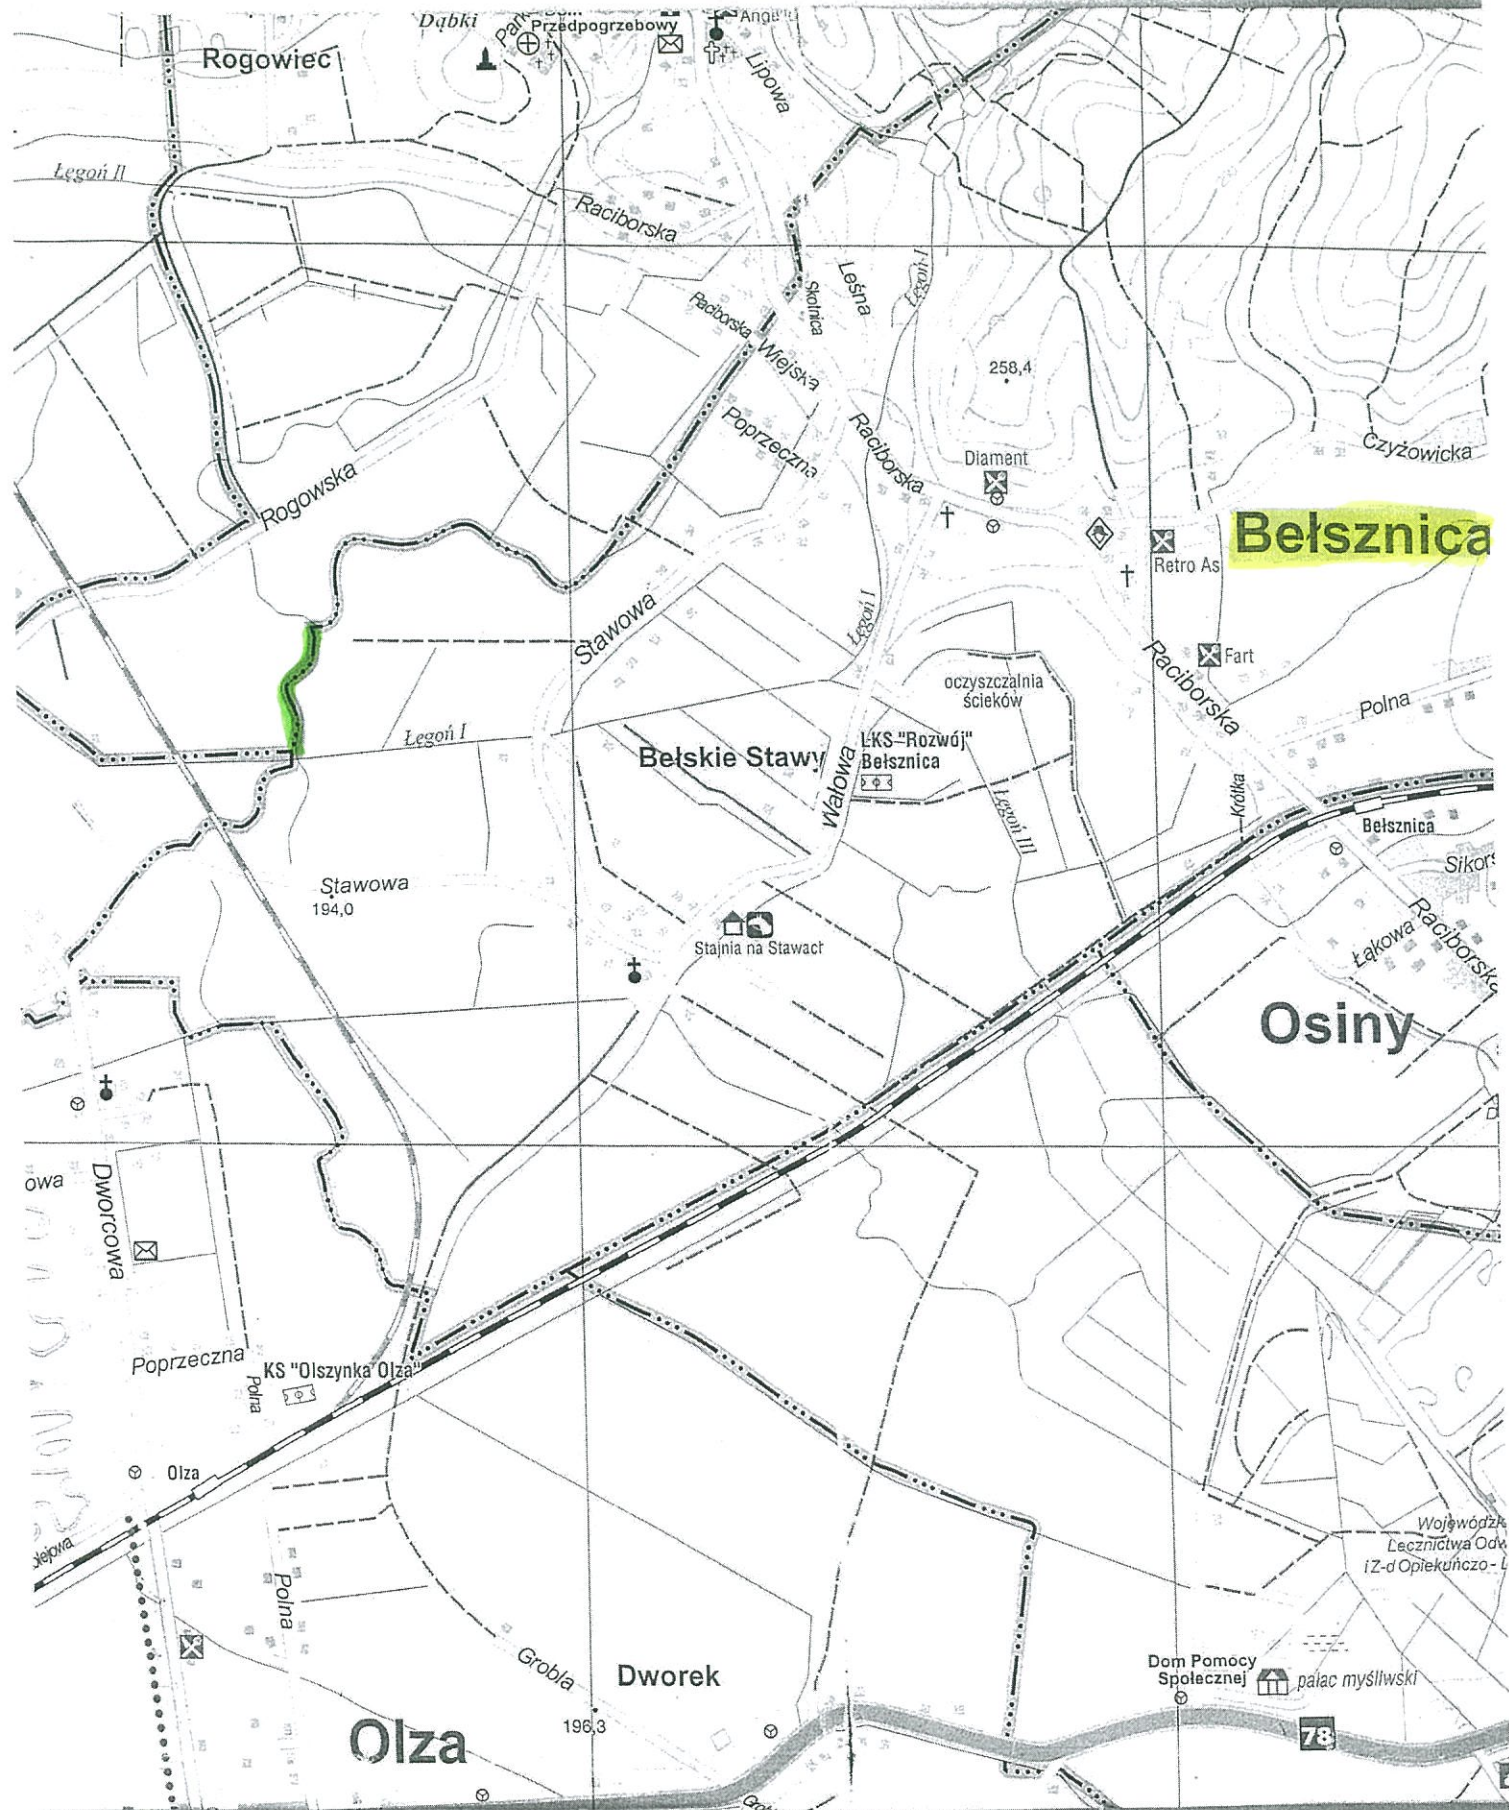 Dąbki
Park
Przedpogrzebowy
Rogowiec
Lipowa
Łęgoń II
Raciborska
Leśna
Łęgoń I
Skotnica
Raciborska
Wiejska
258,4
Poprzeczna
Raciborska
Czyżowicka
Diament
Rogowska
Bełsznica
Retro As
Stawowa
Łęgoń I
Raciborska
Fart
oczyszczalnia
ścieków
Polna
Łęgoń I
Bełskie Stawy
LKS "Rozwój"
Bełsznica
Wałowa
Łęgoń III
Krótka
Bełsznica
Stawowa
194,0
Raciborska
Łąkowa
Stajnia na Stawach
Osiny
owa
Dworcowa
Poprzeczna
KS "Olszynka Olza"
Polna
Olza
Polna
Grobla
Dworek
Dom Pomocy
Społecznej
pałac myśliwski
196,3
Olza
78